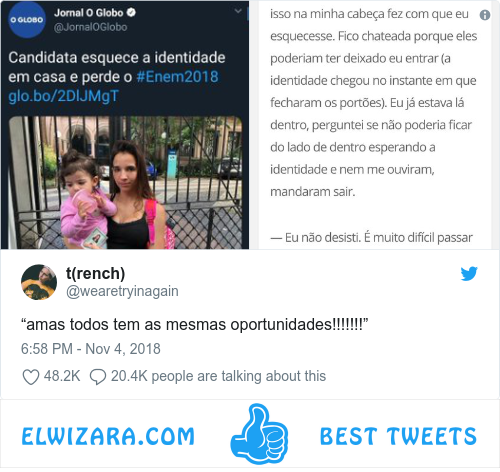 O GLOBO
Jornal O Globo
@JornalOGlobo
Candidata esquece a identidade
em casa e perde o #Enem2018
glo.bo/2DlJMgT
isso na minha cabeça fez com que eu
esquecesse. Fico chateada porque eles
poderiam ter deixado eu entrar (a
identidade chegou no instante em que
fecharam os portões). Eu já estava lá
dentro, perguntei se não poderia ficar
do lado de dentro esperando a
identidade e nem me ouviram,
mandaram sair.
— Eu não desisti. É muito difícil passar
t(rench)
@wearetryinagain
“amas todos tem as mesmas oportunidades!!!!!!!”
6:58 PM - Nov 4, 2018
48.2K 20.4K people are talking about this
ELWIZARA.COM
BEST TWEETS